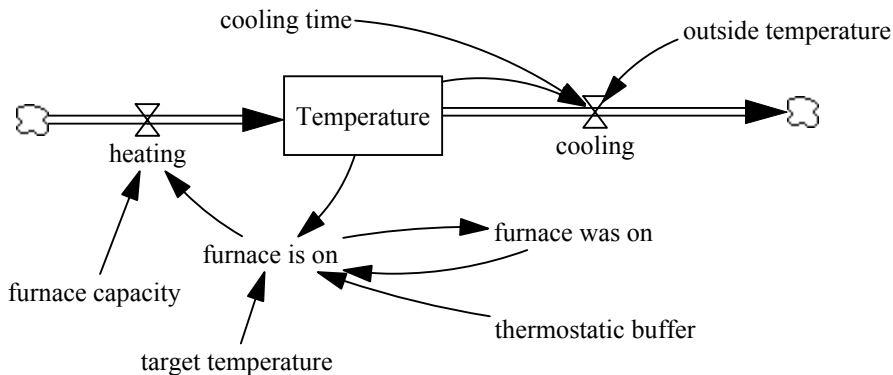 cooling time
outside temperature
Temperature
heating
cooling
furnace is on
furnace was on
furnace capacity
thermostatic buffer
target temperature